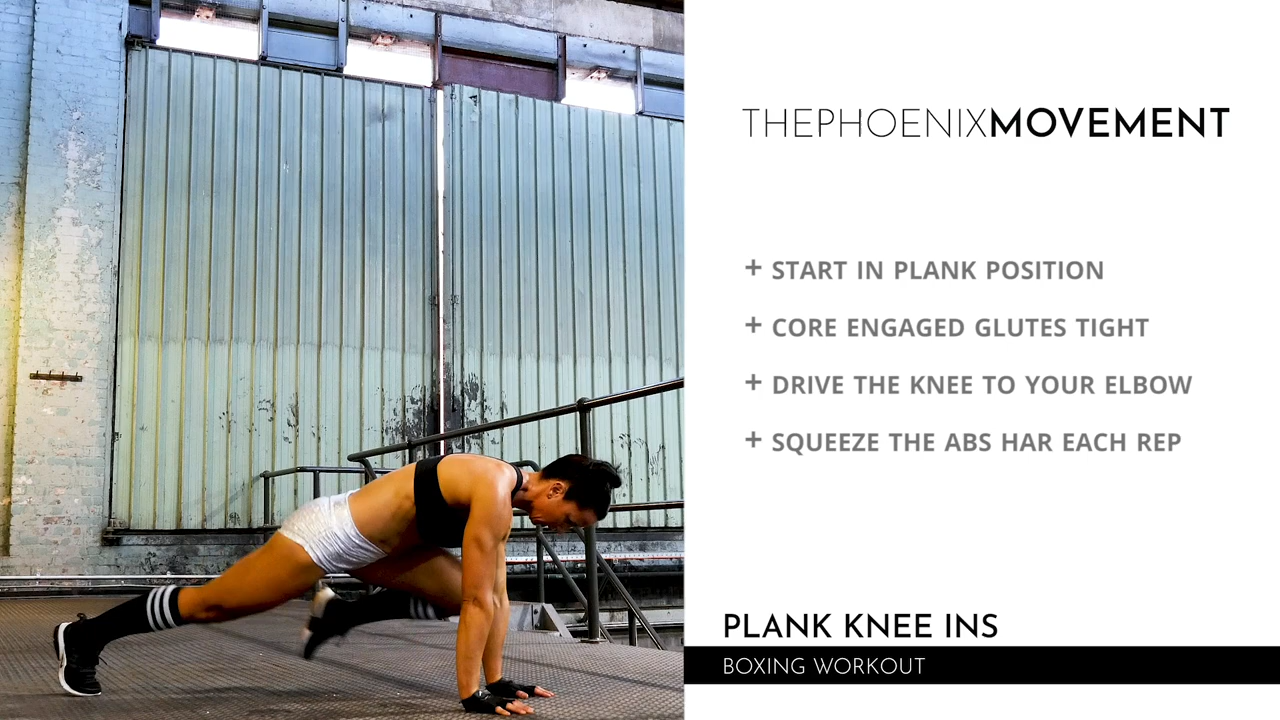 THEPHOENIXMOVEMENT
+ START IN PLANK POSITION
+ CORE ENGAGED GLUTES TIGHT
+ DRIVE THE KNEE TO YOUR ELBOW
+ SQUEEZE THE ABS HAR EACH REP
PLANK KNEE INS
BOXING WORKOUT